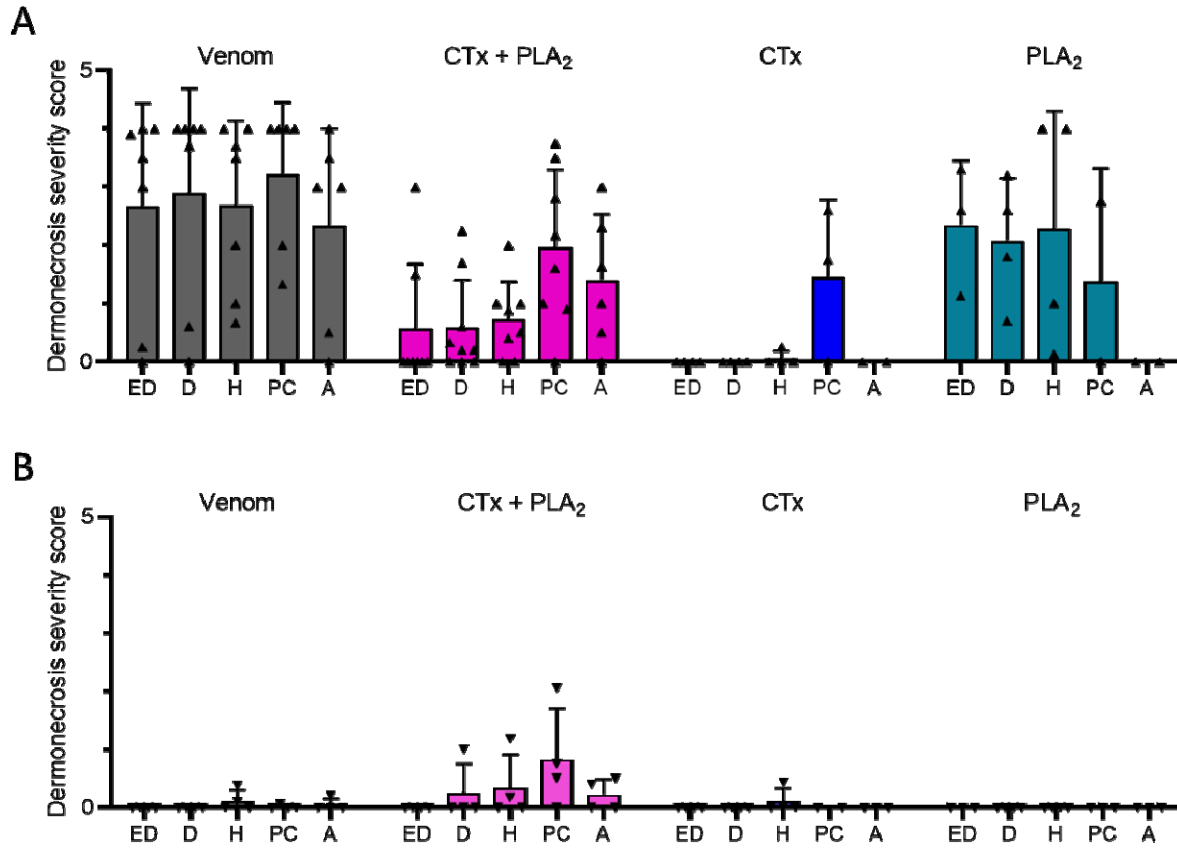 A
Venom CTx + PLA₂ CTx PLA₂
Dermonecrosis severity score
5
0
ED D H PC A ED D H PC A ED D H PC A ED D H PC A
B
Venom CTx + PLA₂ CTx PLA₂
Dermonecrosis severity score
5
0
ED D H PC A ED D H PC A ED D H PC A ED D H PC A